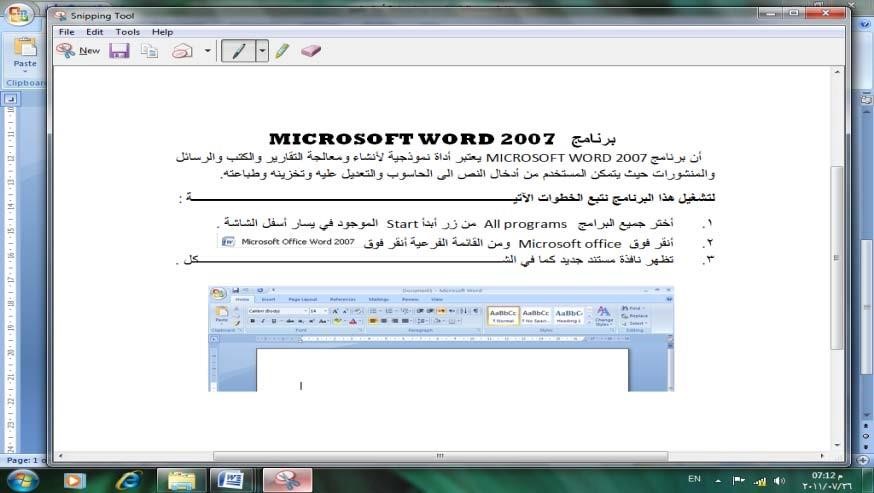 Snipping Tool
File Edit Tools Help
New
Paste
Clipboar
برنامج MICROSOFT WORD 2007
أن برنامج MICROSOFT WORD 2007 يعتبر أداة نموذجية لأنشاء ومعالجة التقارير والكتب والرسائل
والمنشورات حيث يتمكن المستخدم من أدخال النص الى الحاسوب والتعديل عليه وتخزينه وطباعته.
لتشغيل هذا البرنامج نتبع الخطوات الآتيـــــــــــــــــــــة :
١. أختر جميع البرامج All programs من زر أبدأ Start الموجود في يسار أسفل الشاشة .
٢. أنقر فوق Microsoft office ومن القائمة الفرعية أنقر فوق Microsoft Office Word 2007
٣. تظهر نافذة مستند جديد كما في الشـــــــــــــــــــــكل .
Document1 - Microsoft Word
Home Insert Page Layout References Mailings Review View
Paste
Calibri (Body) 14
AaBbCc AaBbCc AaBbC
Normal No Spaci... Heading 1
Change Styles
Find
Replace
Select
Clipboard Font Paragraph Styles Editing
Page: 1 o
EN
07:12 م
٢٠١١/٠٧/٢٦